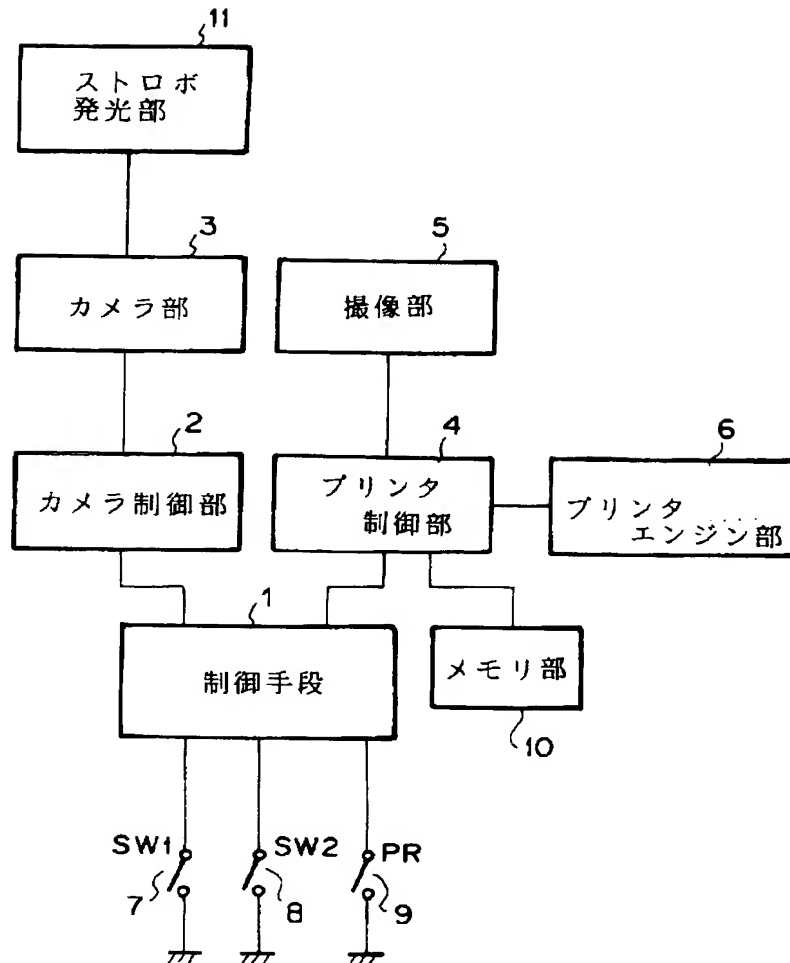 11
ストロボ
発光部
3
カメラ部
5
撮像部
2
カメラ制御部
4
プリンタ
制御部
6
プリンタ
エンジン部
1
制御手段
メモリ部
10
SW1
7
SW2
8
PR
9